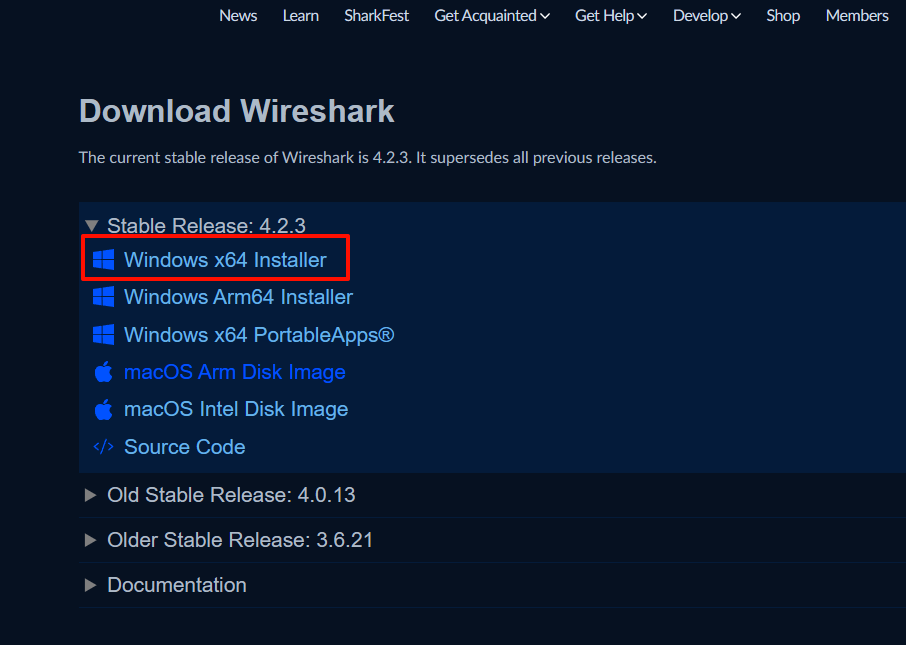 News Learn SharkFest Get Acquainted Get Help Develop Shop Members
Download Wireshark
The current stable release of Wireshark is 4.2.3. It supersedes all previous releases.
Stable Release: 4.2.3
Windows x64 Installer
Windows Arm64 Installer
Windows x64 PortableApps®
macOS Arm Disk Image
macOS Intel Disk Image
</> Source Code
Old Stable Release: 4.0.13
Older Stable Release: 3.6.21
Documentation